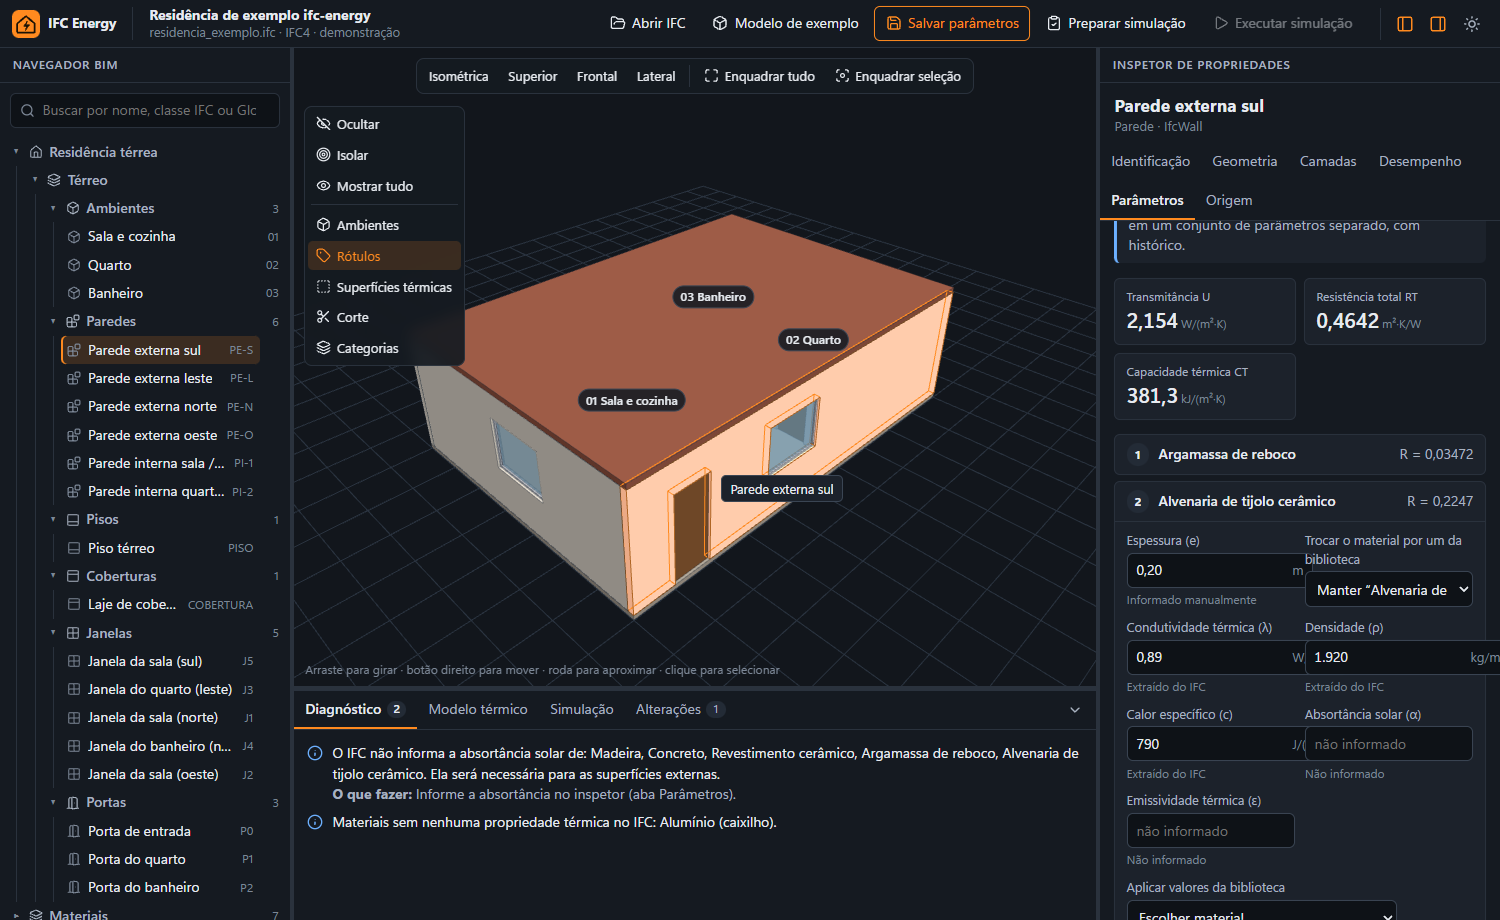 IFC Energy
Residência de exemplo ifc-energy
residencia_exemplo.ifc · IFC4 · demonstração
Abrir IFC
Modelo de exemplo
Salvar parâmetros
Preparar simulação
Executar simulação
NAVEGADOR BIM
Buscar por nome, classe IFC ou Glc
Residência térrea
Térreo
Ambientes 3
Sala e cozinha 01
Quarto 02
Banheiro 03
Paredes 6
Parede externa sul PE-S
Parede externa leste PE-L
Parede externa norte PE-N
Parede externa oeste PE-O
Parede interna sala /... PI-1
Parede interna quart... PI-2
Pisos 1
Piso térreo PISO
Coberturas 1
Laje de cobe... COBERTURA
Janelas 5
Janela da sala (sul) J5
Janela do quarto (leste) J3
Janela da sala (norte) J1
Janela do banheiro (n... J4
Janela da sala (oeste) J2
Portas 3
Porta de entrada P0
Porta do quarto P1
Porta do banheiro P2
Materiais 7
Isométrica
Superior
Frontal
Lateral
Enquadrar tudo
Enquadrar seleção
Ocultar
Isolar
Mostrar tudo
Ambientes
Rótulos
Superfícies térmicas
Corte
Categorias
03 Banheiro
02 Quarto
01 Sala e cozinha
Parede externa sul
Arraste para girar · botão direito para mover · roda para aproximar · clique para selecionar
Diagnóstico 2
Modelo térmico
Simulação
Alterações 1
O IFC não informa a absortância solar de: Madeira, Concreto, Revestimento cerâmico, Argamassa de reboco, Alvenaria de
tijolo cerâmico. Ela será necessária para as superfícies externas.
O que fazer: Informe a absortância no inspetor (aba Parâmetros).
Materiais sem nenhuma propriedade térmica no IFC: Alumínio (caixilho).
INSPETOR DE PROPRIEDADES
Parede externa sul
Parede · IfcWall
Identificação
Geometria
Camadas
Desempenho
Parâmetros
Origem
em um conjunto de parâmetros separado, com
histórico.
Transmitância U
2,154 W/(m²·K)
Resistência total RT
0,4642 m²·K/W
Capacidade térmica CT
381,3 kJ/(m²·K)
1 Argamassa de reboco R = 0,03472
2 Alvenaria de tijolo cerâmico R = 0,2247
Espessura (e)
0,20 m
Informado manualmente
Trocar o material por um da
biblioteca
Manter “Alvenaria de
Condutividade térmica (λ)
0,89 W
Extraído do IFC
Densidade (ρ)
1.920 kg/m
Extraído do IFC
Calor específico (c)
790 J/(
Extraído do IFC
Absortância solar (α)
não informado
Não informado
Emissividade térmica (ε)
não informado
Não informado
Aplicar valores da biblioteca
Escolher material